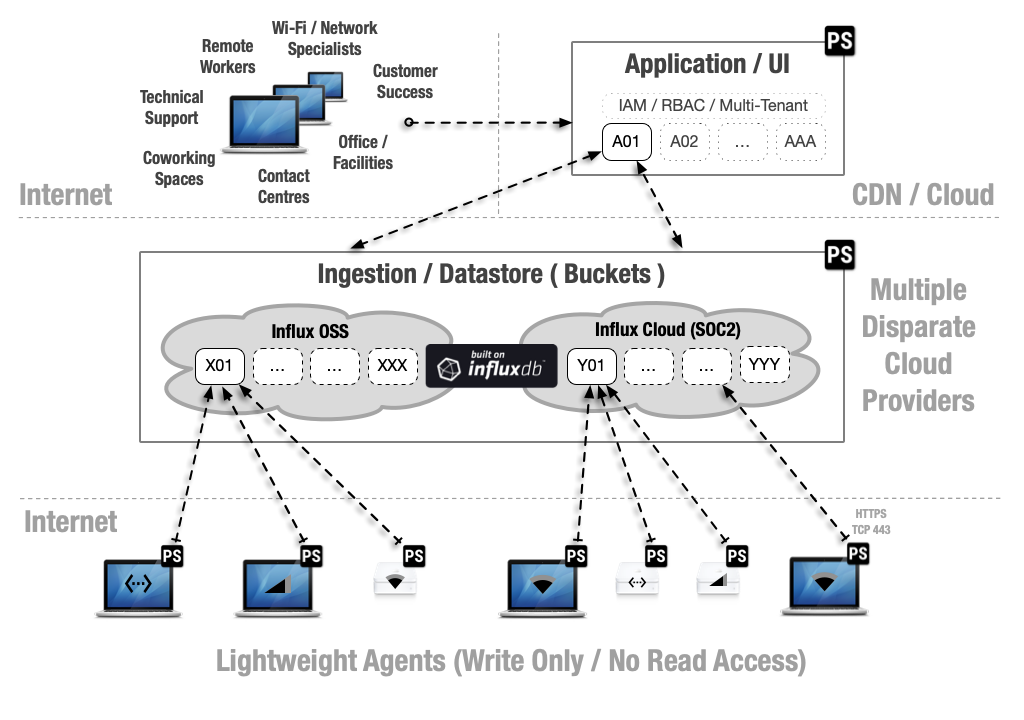 Wi-Fi / Network
Specialists
Remote
Workers
Customer
Success
Technical
Support
Office /
Facilities
Coworking
Spaces
Contact
Centres
Internet
PS
Application / UI
IAM / RBAC / Multi-Tenant
A01
A02
...
AAA
CDN / Cloud
PS
Ingestion / Datastore ( Buckets )
Influx OSS
X01
...
...
XXX
built on
influxdb™
Influx Cloud (SOC2)
Y01
...
...
YYY
Multiple
Disparate
Cloud
Providers
Internet
HTTPS
TCP 443
PS
PS
PS
PS
PS
PS
PS
Lightweight Agents (Write Only / No Read Access)